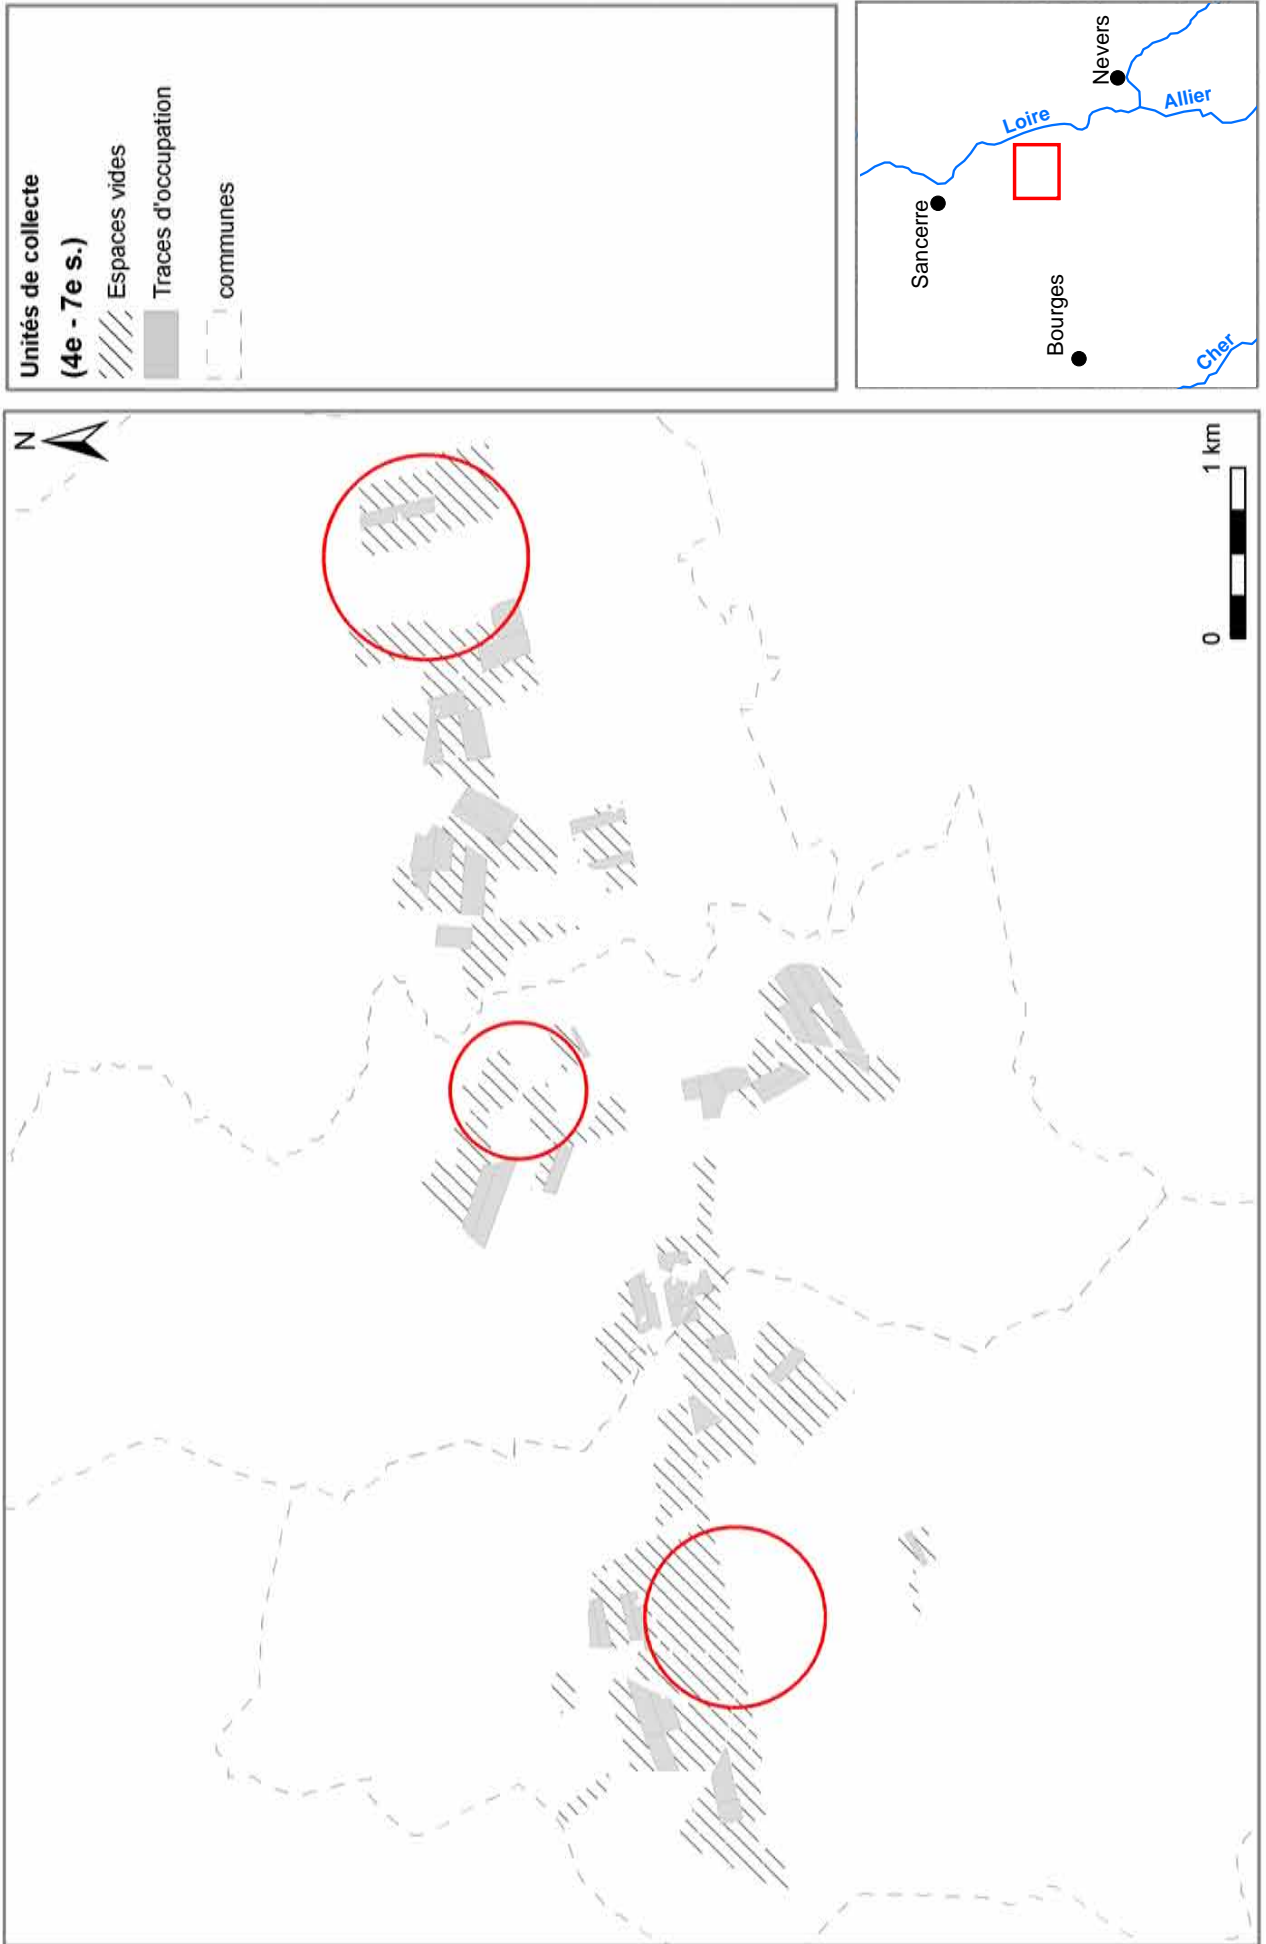 Unités de collecte
(4e - 7e s.)
Espaces vides
Traces d'occupation
communes
Nevers
Loire
Allier
Sancerre
Bourges
Cher
N
0
1 km